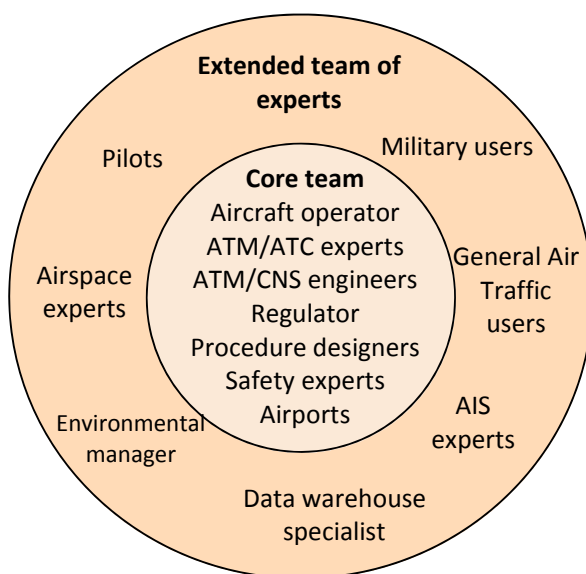 Extended team of
experts
Pilots
Military users
Core team
Aircraft operator
ATM/ATC experts
ATM/CNS engineers
Regulator
Procedure designers
Safety experts
Airports
Airspace
experts
General Air
Traffic
users
Environmental
manager
AIS
experts
Data warehouse
specialist